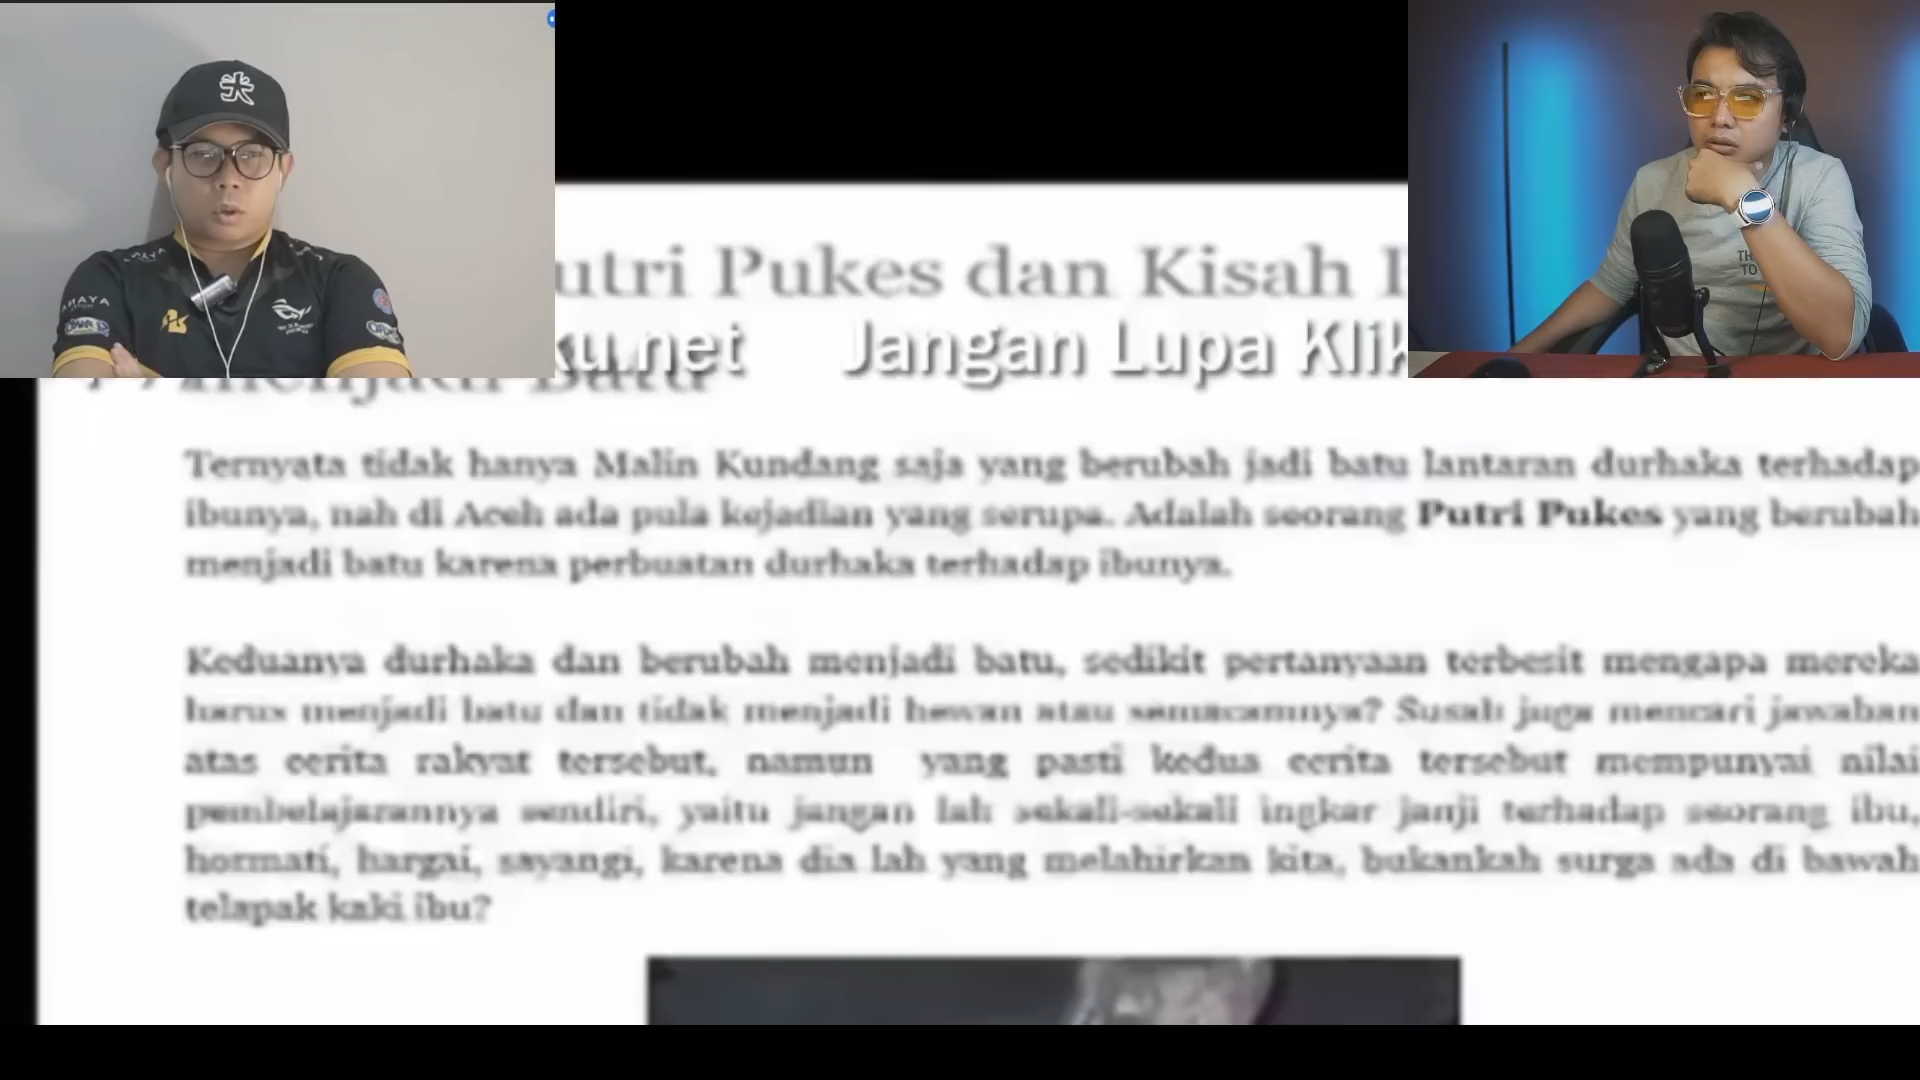 utri Pukes dan Kisah
ku.net Jangan Lupa Klik
menjadi Batu
Ternyata tidak hanya Malin Kundang saja yang berubah jadi batu lantaran durhaka terhadap
ibunya, nah di Aceh ada pula kejadian yang serupa. Adalah seorang Putri Pukes yang berubah
menjadi batu karena perbuatan durhaka terhadap ibunya.
Keduanya durhaka dan berubah menjadi batu, sedikit pertanyaan terbesit mengapa mereka
harus menjadi batu dan tidak menjadi hewan atau semacamnya? Susah juga mencari jawaban
atas cerita rakyat tersebut, namun yang pasti kedua cerita tersebut mempunyai nilai
pembelajarannya sendiri, yaitu jangan lah sekali-sekali ingkar janji terhadap seorang ibu,
hormati, hargai, sayangi, karena dia lah yang melahirkan kita, bukankah surga ada di bawah
telapak kaki ibu?